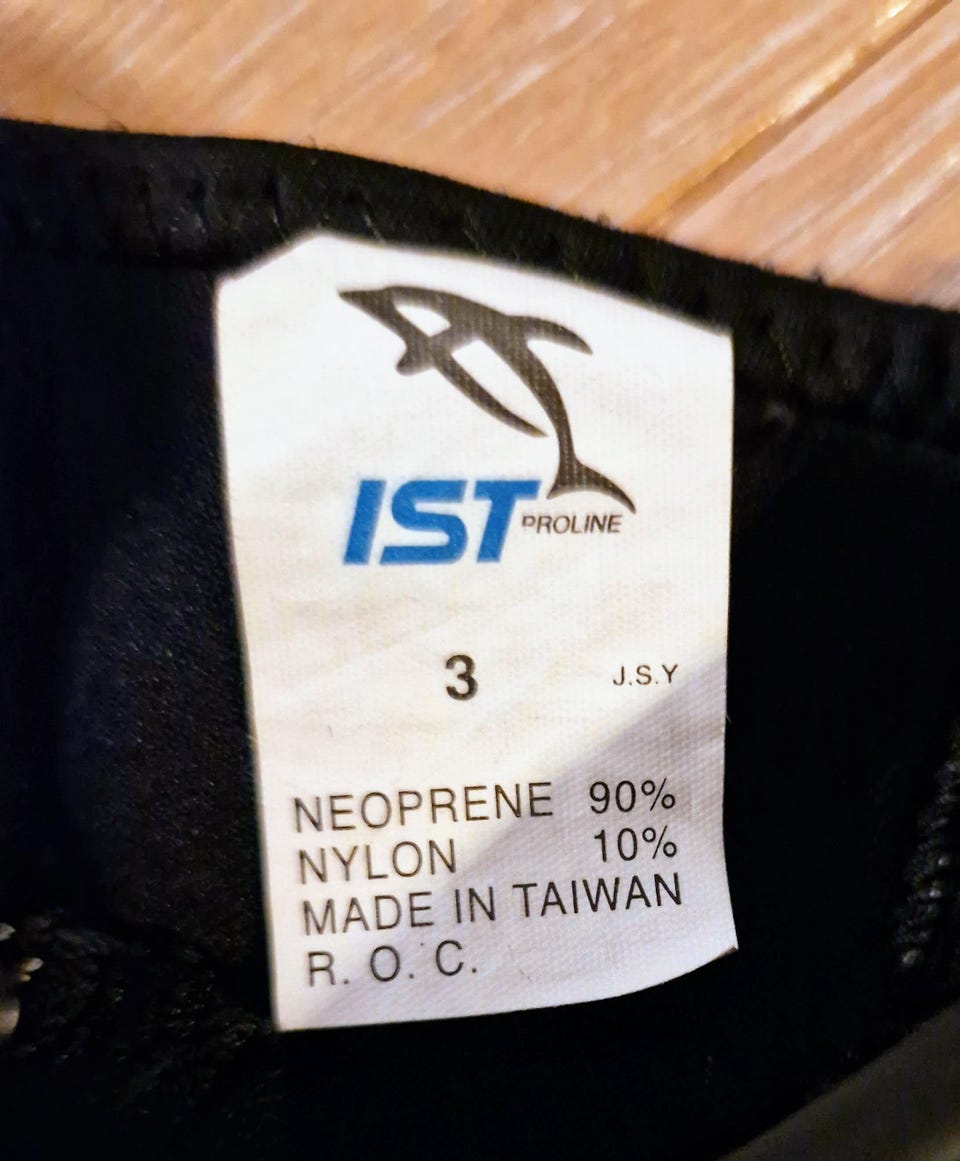 IST PROLINE
3 J.S.Y
NEOPRENE 90%
NYLON 10%
MADE IN TAIWAN
R. O. C.